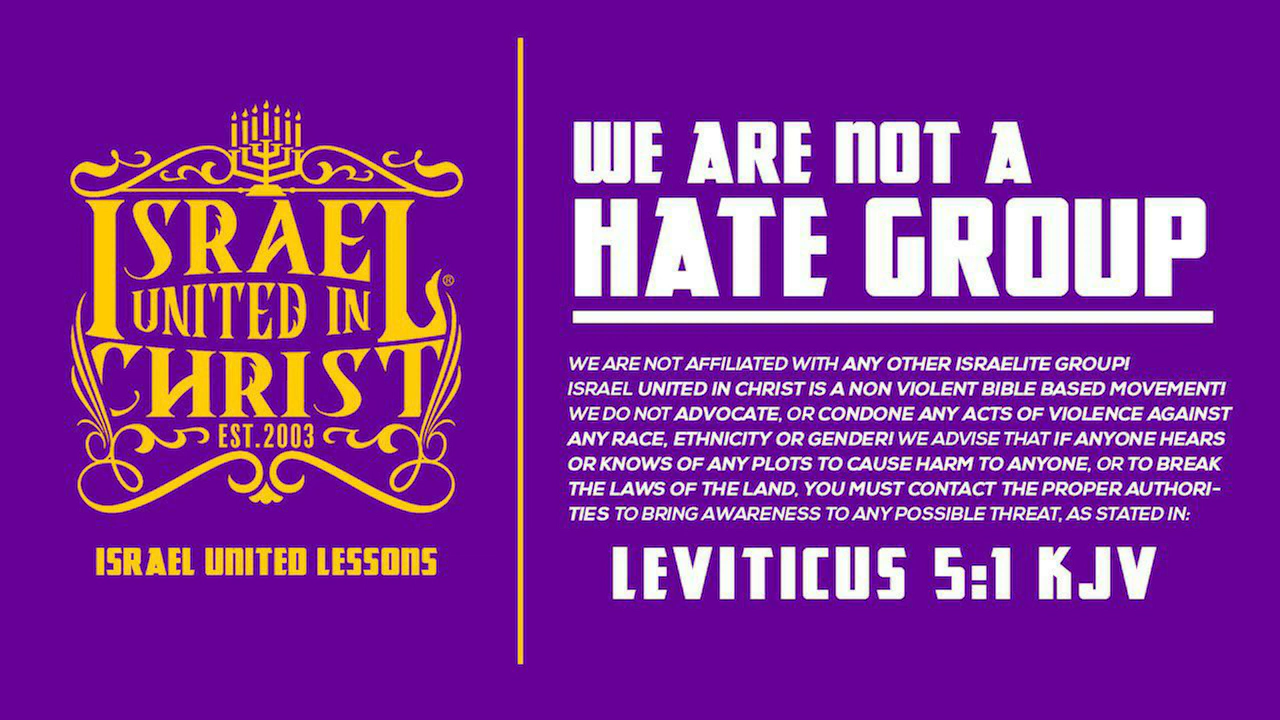 ISRAEL
UNITED IN
CHRIST
EST.2003
®
ISRAEL UNITED LESSONS
WE ARE NOT A
HATE GROUP
WE ARE NOT AFFILIATED WITH ANY OTHER ISRAELITE GROUP!
ISRAEL UNITED IN CHRIST IS A NON VIOLENT BIBLE BASED MOVEMENT!
WE DO NOT ADVOCATE, OR CONDONE ANY ACTS OF VIOLENCE AGAINST
ANY RACE, ETHNICITY OR GENDER! WE ADVISE THAT IF ANYONE HEARS
OR KNOWS OF ANY PLOTS TO CAUSE HARM TO ANYONE, OR TO BREAK
THE LAWS OF THE LAND, YOU MUST CONTACT THE PROPER AUTHORI-
TIES TO BRING AWARENESS TO ANY POSSIBLE THREAT, AS STATED IN:
LEVITICUS 5:1 KJV